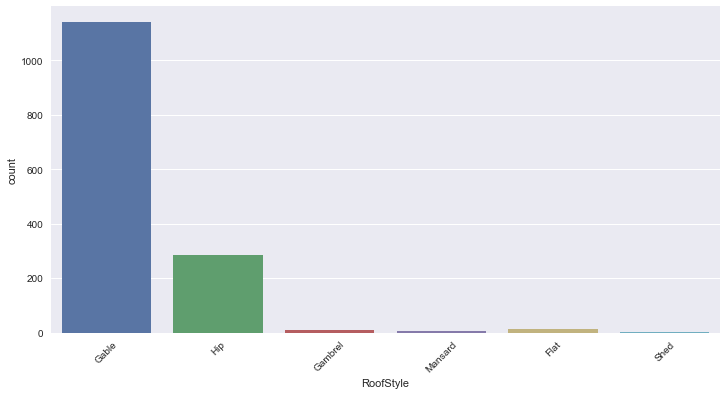 1000
800
600
400
200
0
count
Gable
Hip
Gambrel
Mansard
Flat
Shed
RoofStyle